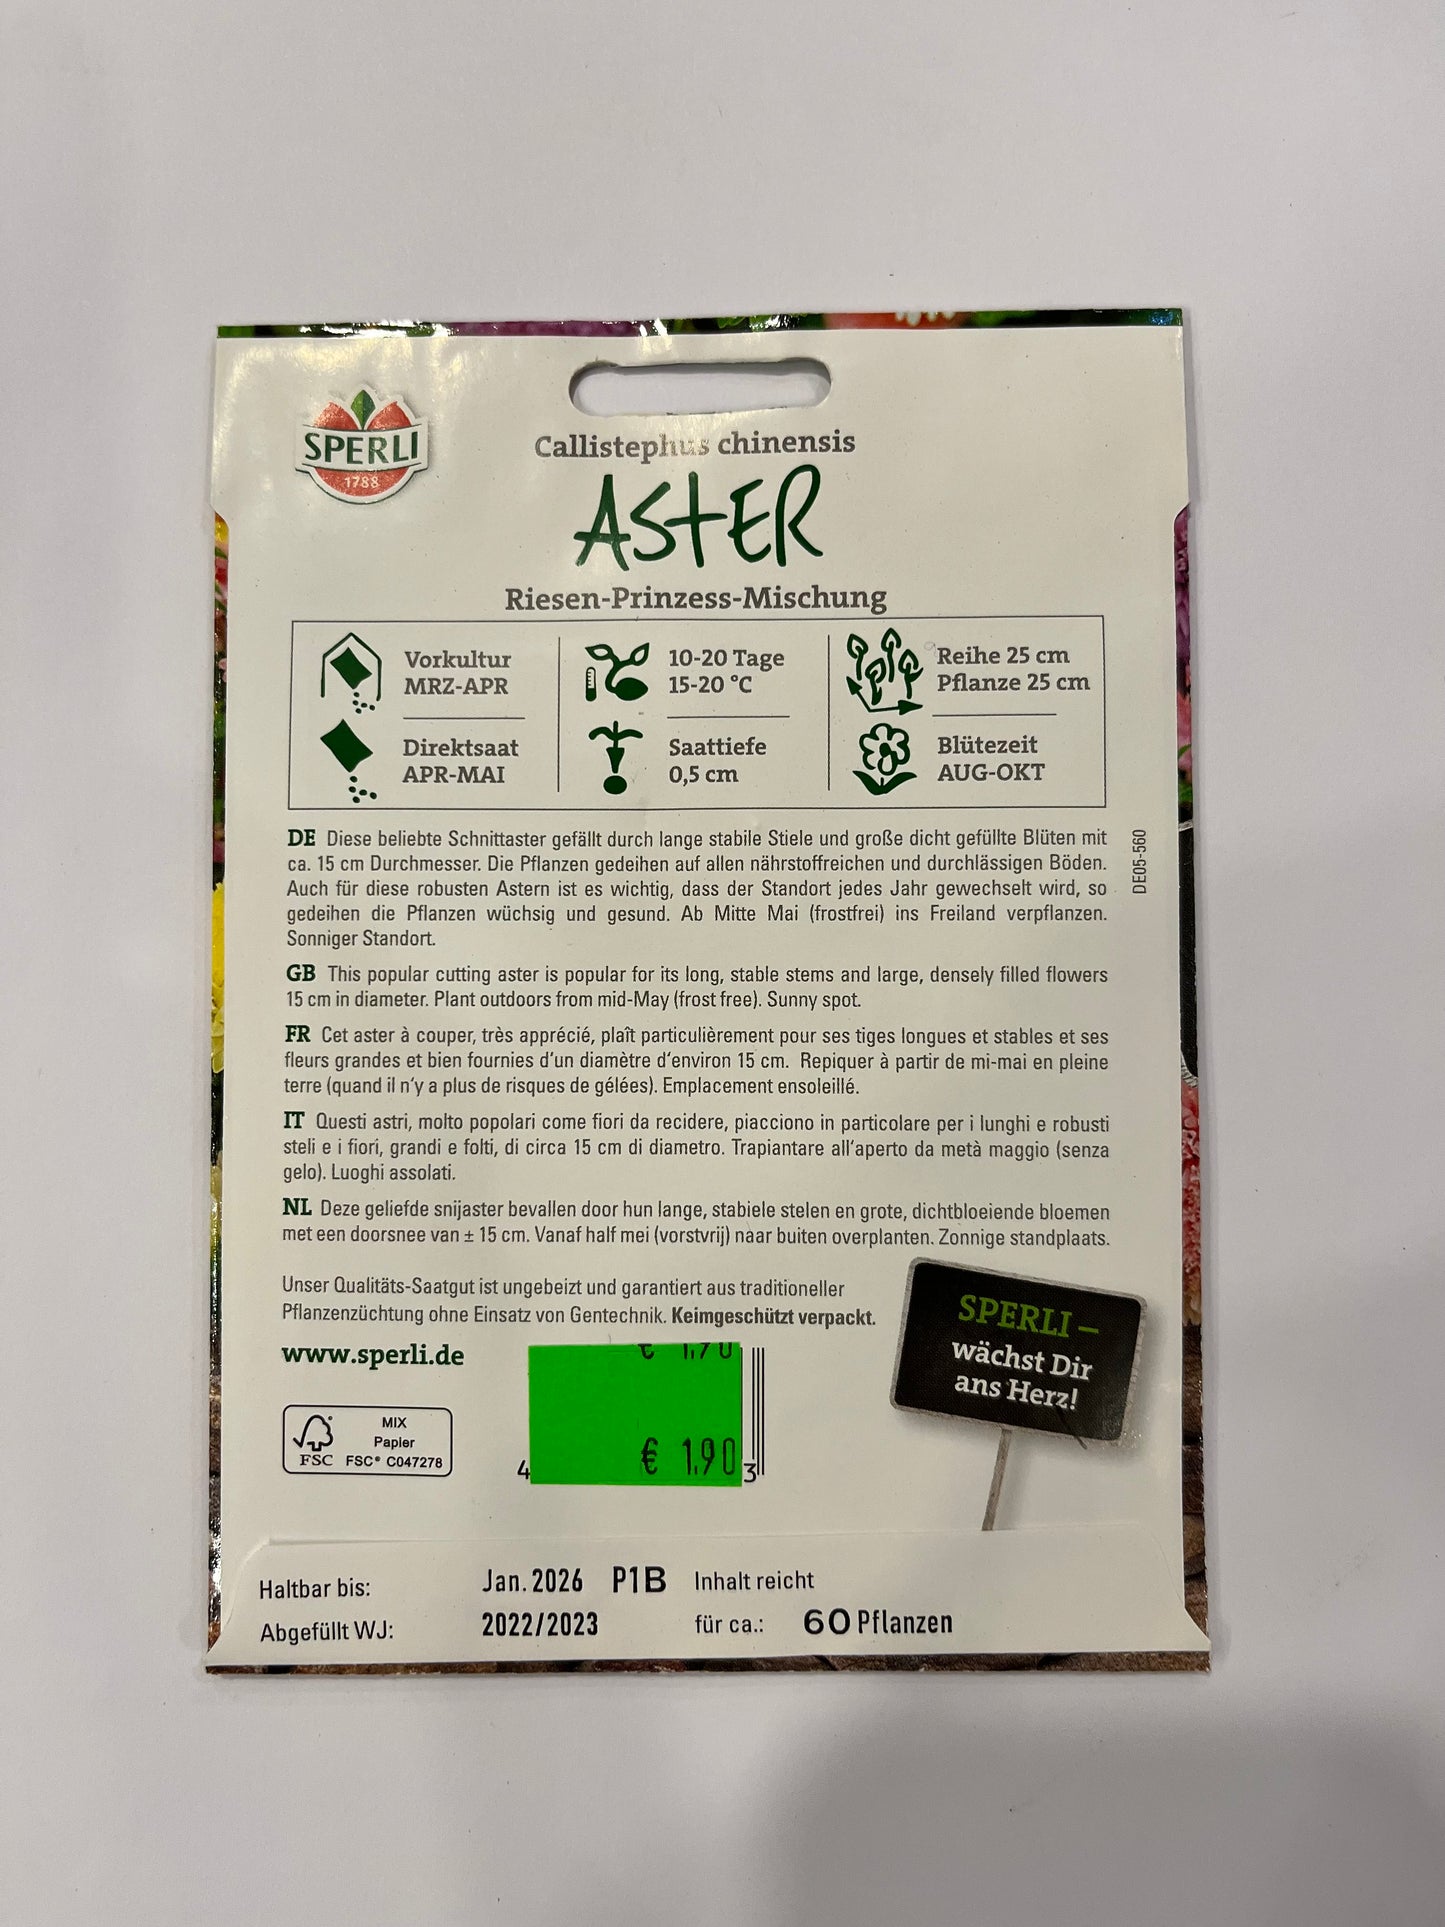 SPERLI
1788
Callistephus chinensis
ASTER
Riesen-Prinzess-Mischung
Vorkultur
MRZ-APR
Direktsaat
APR-MAI
10-20 Tage
15-20 °C
Saattiefe
0,5 cm
Reihe 25 cm
Pflanze 25 cm
Blütezeit
AUG-OKT
DE Diese beliebte Schnittaster gefällt durch lange stabile Stiele und große dicht gefüllte Blüten mit
ca. 15 cm Durchmesser. Die Pflanzen gedeihen auf allen nährstoffreichen und durchlässigen Böden.
Auch für diese robusten Astern ist es wichtig, dass der Standort jedes Jahr gewechselt wird, so
gedeihen die Pflanzen wüchsig und gesund. Ab Mitte Mai (frostfrei) ins Freiland verpflanzen.
Sonniger Standort.
DE05-560
GB This popular cutting aster is popular for its long, stable stems and large, densely filled flowers
15 cm in diameter. Plant outdoors from mid-May (frost free). Sunny spot.
FR Cet aster à couper, très apprécié, plaît particulièrement pour ses tiges longues et stables et ses
fleurs grandes et bien fournies d'un diamètre d'environ 15 cm. Repiquer à partir de mi-mai en pleine
terre (quand il n'y a plus de risques de gélées). Emplacement ensoleillé.
IT Questi astri, molto popolari come fiori da recidere, piacciono in particolare per i lunghi e robusti
steli e i fiori, grandi e folti, di circa 15 cm di diametro. Trapiantare all'aperto da metà maggio (senza
gelo). Luoghi assolati.
NL Deze geliefde snijaster bevallen door hun lange, stabiele stelen en grote, dichtbloeiende bloemen
met een doorsnee van ± 15 cm. Vanaf half mei (vorstvrij) naar buiten overplanten. Zonnige standplaats.
Unser Qualitäts-Saatgut ist ungebeizt und garantiert aus traditioneller
Pflanzenzüchtung ohne Einsatz von Gentechnik. Keimgeschützt verpackt.
www.sperli.de
SPERLI –
wächst Dir
ans Herz!
MIX
Papier
FSC FSC® C047278
€ 1,90
4 3
Haltbar bis: Jan. 2026 P1B Inhalt reicht
Abgefüllt WJ: 2022/2023 für ca.: 60 Pflanzen